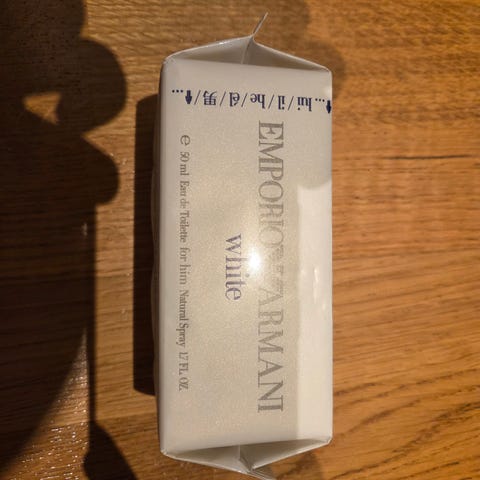 ↑...lui/il/he/él/男/↑...
EMPORIO ARMANI
white
℮ 50 ml Eau de Toilette for him Natural Spray 1.7 FL. OZ.